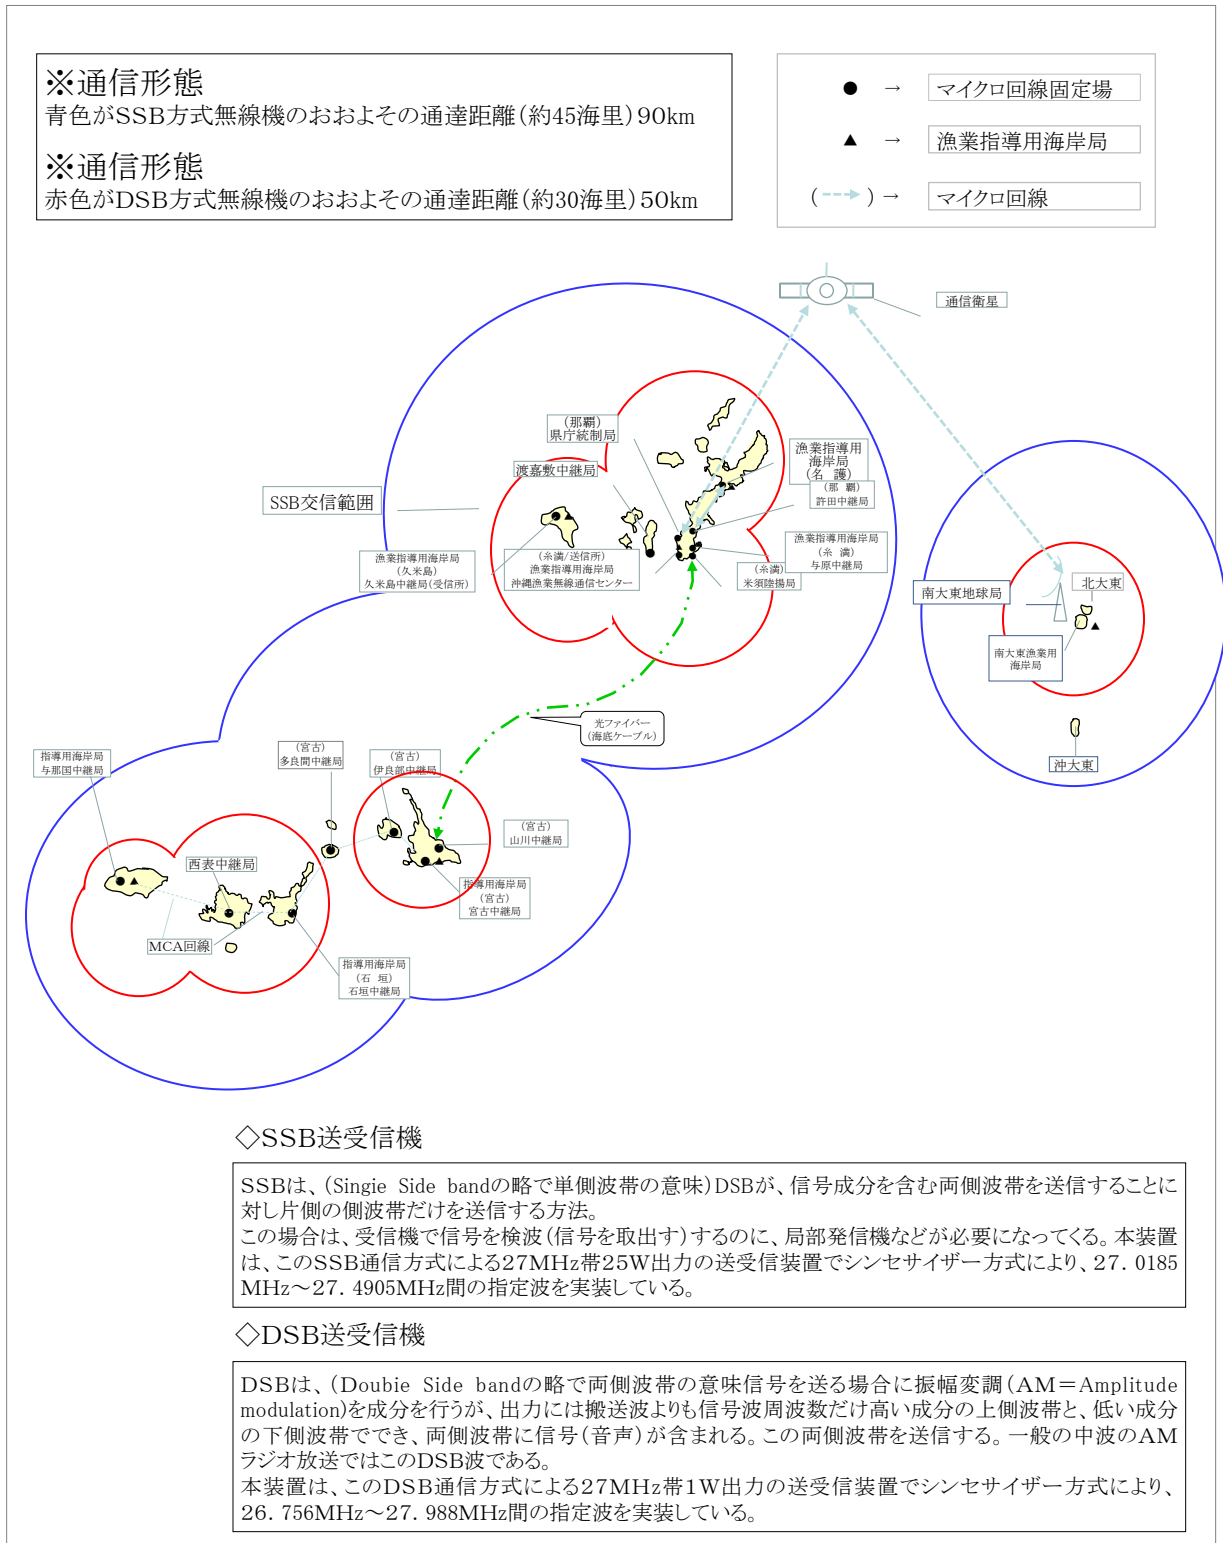 ※通信形態
青色がSSB方式無線機のおおよその通達距離(約45海里)90km
※通信形態
赤色がDSB方式無線機のおおよその通達距離(約30海里)50km
● → マイクロ回線固定場
▲ → 漁業指導用海岸局
( ) → マイクロ回線
通信衛星
(那覇)
県庁統制局
渡嘉敷中継局
漁業指導用
海岸局
(名 護)
(那 覇)
許田中継局
SSB交信範囲
漁業指導用海岸局
(久米島)
久米島中継局(受信所)
(糸満/送信所)
漁業指導用海岸局
沖縄漁業無線通信センター
漁業指導用海岸局
(糸 満)
与原中継局
(糸満)
米須陸揚局
南大東地球局
北大東
南大東漁業用
海岸局
沖大東
光ファイバー
(海底ケーブル)
指導用海岸局
与那国中継局
(宮古)
多良間中継局
(宮古)
伊良部中継局
(宮古)
山川中継局
西表中継局
指導用海岸局
(宮古)
宮古中継局
MCA回線
指導用海岸局
(石 垣)
石垣中継局
◇SSB送受信機
SSBは、(Singie Side bandの略で単側波帯の意味)DSBが、信号成分を含む両側波帯を送信することに
対し片側の側波帯だけを送信する方法。
この場合は、受信機で信号を検波(信号を取出す)するのに、局部発信機などが必要になってくる。本装置
は、このSSB通信方式による27MHz帯25W出力の送受信装置でシンセサイザー方式により、27．0185
MHz～27．4905MHz間の指定波を実装している。
◇DSB送受信機
DSBは、(Doubie Side bandの略で両側波帯の意味信号を送る場合に振幅変調(AM＝Amplitude
modulation)を成分を行うが、出力には搬送波よりも信号波周波数だけ高い成分の上側波帯と、低い成分
の下側波帯ででき、両側波帯に信号(音声)が含まれる。この両側波帯を送信する。一般の中波のAM
ラジオ放送ではこのDSB波である。
本装置は、このDSB通信方式による27MHz帯1W出力の送受信装置でシンセサイザー方式により、
26．756MHz～27．988MHz間の指定波を実装している。